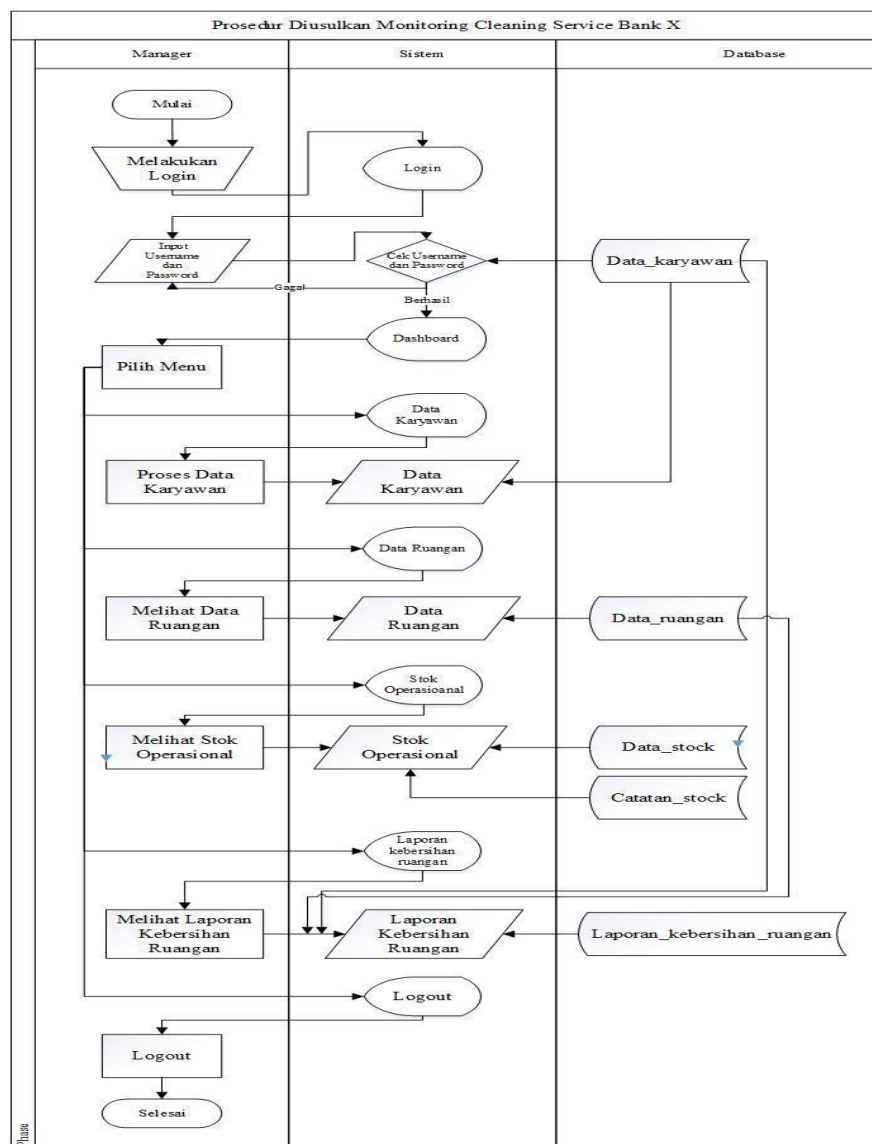 Prosedur Diusulkan Monitoring Cleaning Service Bank X
Manager
Sistem
Database
Mulai
Melakukan
Login
Login
Input
Username
dan
Password
Cek Username
dan Password
Data_karyawan
Gagal
Berhasil
Dashboard
Pilih Menu
Data
Karyawan
Proses Data
Karyawan
Data
Karyawan
Data Ruangan
Melihat Data
Ruangan
Data
Ruangan
Data_ruangan
Stok
Operasioanal
Melihat Stok
Operasional
Stok
Operasional
Data_stock
Catatan_stock
Laporan
kebersihan
ruangan
Melihat Laporan
Kebersihan
Ruangan
Laporan
Kebersihan
Ruangan
Laporan_kebersihan_ruangan
Logout
Logout
Selesai
Phase